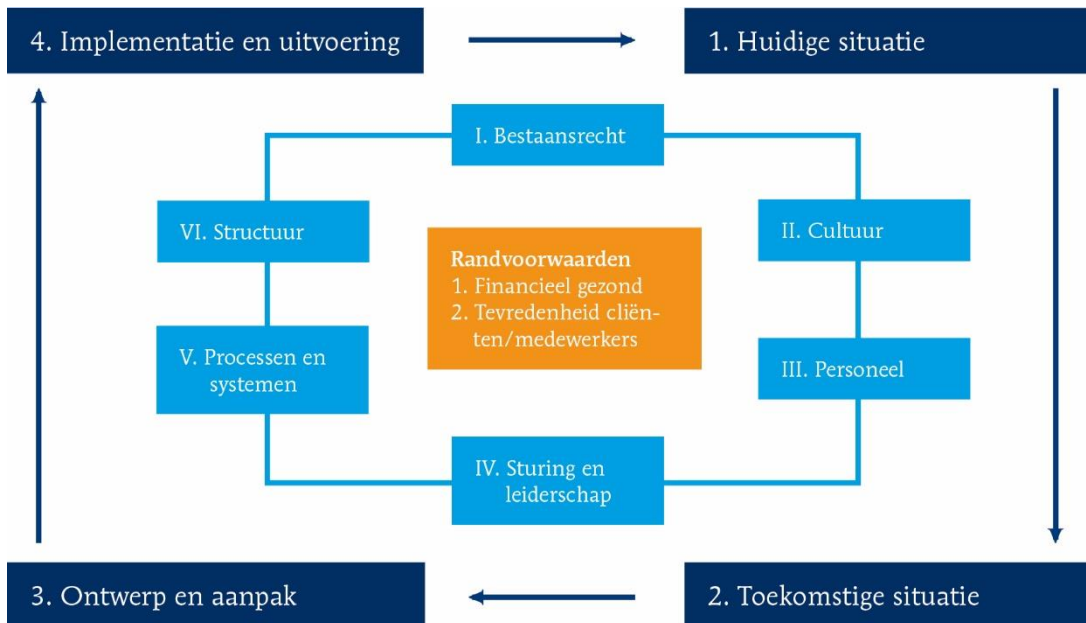 4. Implementatie en uitvoering
1. Huidige situatie
I. Bestaansrecht
VI. Structuur
II. Cultuur
Randvoorwaarden
1. Financieel gezond
2. Tevredenheid cliën-
ten/medewerkers
V. Processen en
systemen
III. Personeel
IV. Sturing en
leiderschap
3. Ontwerp en aanpak
2. Toekomstige situatie